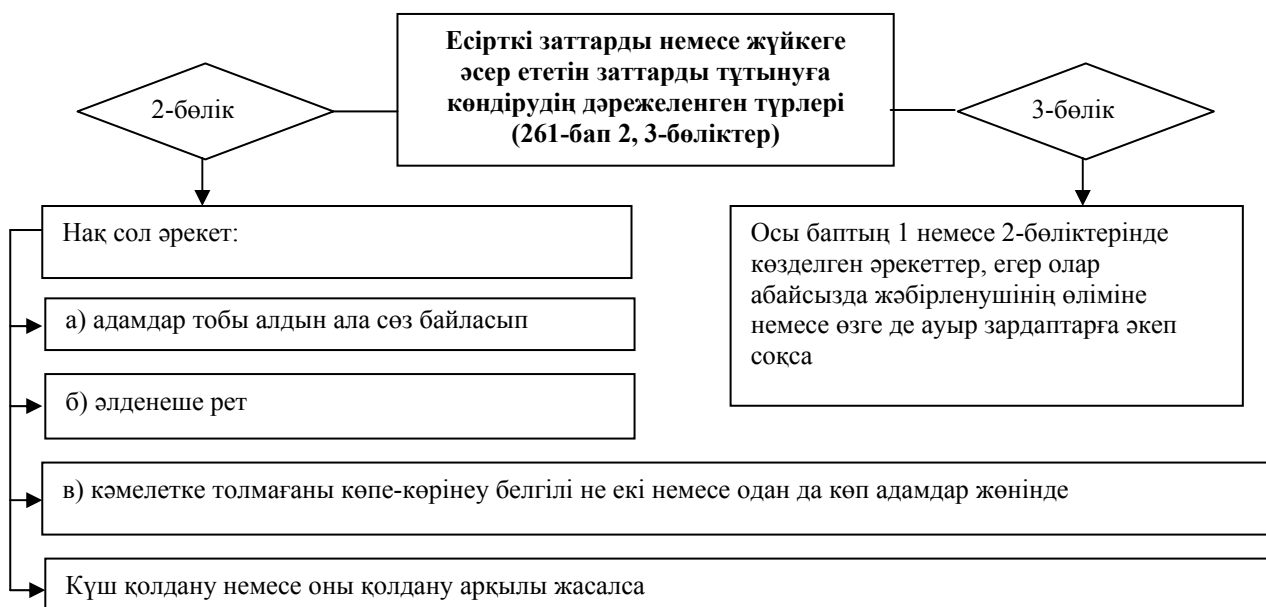 Есірткі заттарды немесе жүйкеге
әсер ететін заттарды тұтынуға
көндірудің дәрежеленген түрлері
(261-бап 2, 3-бөліктер)
2-бөлік
3-бөлік
Нақ сол әрекет:
а) адамдар тобы алдын ала сөз байласып
б) әлденеше рет
в) кәмелетке толмағаны көпе-көрінеу белгілі не екі немесе одан да көп адамдар жөнінде
Күш қолдану немесе оны қолдану арқылы жасалса
Осы баптың 1 немесе 2-бөліктерінде
көзделген әрекеттер, егер олар
абайсызда жәбірленушінің өліміне
немесе өзге де ауыр зардаптарға әкеп
соқса